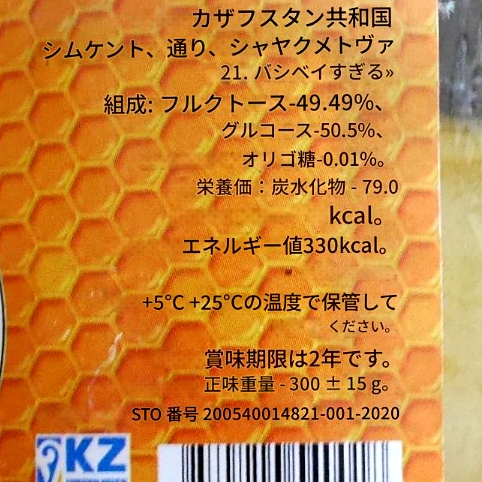 カザフスタン共和国
シムケント、通り、シャヤクメトヴァ
21. バシベイすぎる»
組成: フルクトース-49.49%、
グルコース-50.5%、
オリゴ糖-0.01%。
栄養価：炭水化物 - 79.0
kcal。
エネルギー値330kcal。
+5°C +25°Cの温度で保管して
ください。
賞味期限は2年です。
正味重量 - 300 ± 15 g。
STO 番号 200540014821-001-2020
KZ